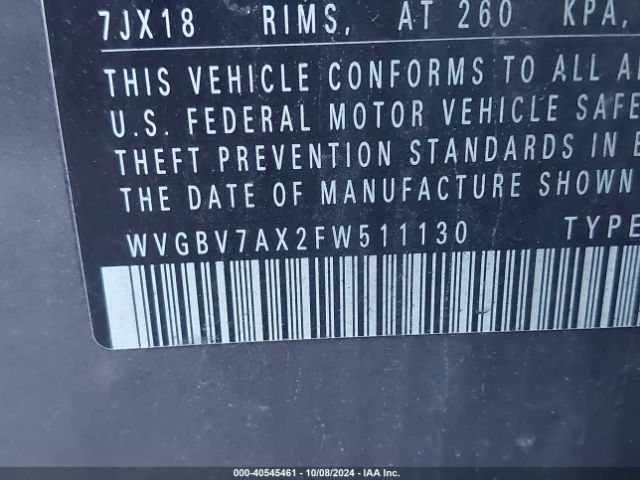 7JX18 RIMS, AT 260 KPA,
THIS VEHICLE CONFORMS TO ALL
U.S. FEDERAL MOTOR VEHICLE
THEFT PREVENTION STANDARDS IN
THE DATE OF MANUFACTURE SHOWN
WVGBV7AX2FW511130 TYPE
000-40545461 - 10/08/2024 - IAA Inc.